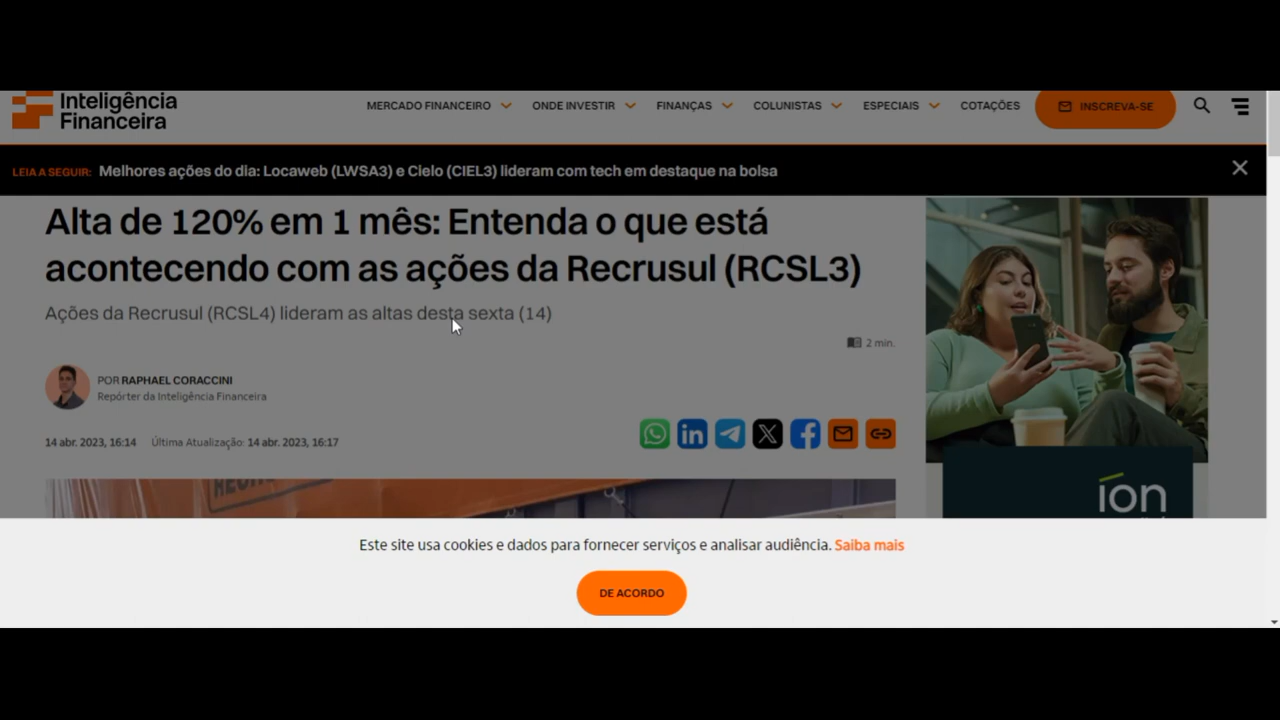 Inteligência
Financeira
MERCADO FINANCEIRO
ONDE INVESTIR
FINANÇAS
COLUNISTAS
ESPECIAIS
COTAÇÕES
INSCREVA-SE
LEIA A SEGUIR: Melhores ações do dia: Locaweb (LWSA3) e Cielo (CIEL3) lideram com tech em destaque na bolsa
Alta de 120% em 1 mês: Entenda o que está
acontecendo com as ações da Recrusul (RCSL3)
Ações da Recrusul (RCSL4) lideram as altas desta sexta (14)
2 min.
POR RAPHAEL CORACCINI
Repórter da Inteligência Financeira
14 abr. 2023, 16:14 Última Atualização: 14 abr. 2023, 16:17
íon
Este site usa cookies e dados para fornecer serviços e analisar audiência. Saiba mais
DE ACORDO